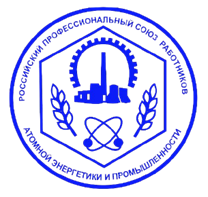 РОССИЙСКИЙ ПРОФЕССИОНАЛЬНЫЙ СОЮЗ РАБОТНИКОВ
АТОМНОЙ ЭНЕРГЕТИКИ И ПРОМЫШЛЕННОСТИ